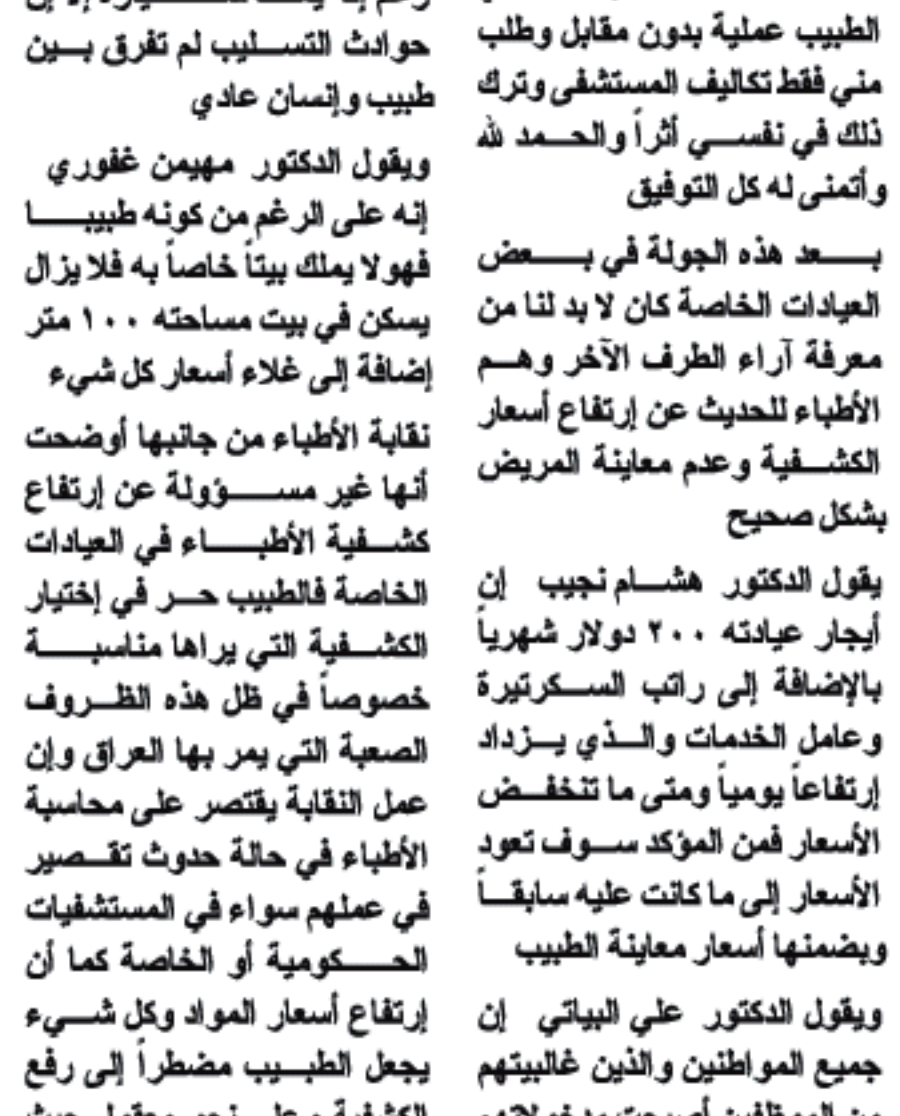 الطبيب عملية بدون مقابل وطلب
مني فقط تكاليف المستشفى وترك
ذلك في نفسي أثراً والحمد لله
وأتمنى له كل التوفيق
بعد هذه الجولة في بعض
العيادات الخاصة كان لا بد لنا من
معرفة آراء الطرف الآخر وهم
الأطباء للحديث عن إرتفاع أسعار
الكشفية وعدم معاينة المريض
بشكل صحيح
يقول الدكتور هشام نجيب إن
أيجار عيادته ٢٠٠ دولار شهرياً
بالإضافة إلى راتب السكرتيرة
وعامل الخدمات والذي يزداد
إرتفاعاً يومياً ومتى ما تنخفض
الأسعار فمن المؤكد سوف تعود
الأسعار إلى ما كانت عليه سابقاً
وبضمنها أسعار معاينة الطبيب
ويقول الدكتور علي البياتي إن
جميع المواطنين والذين غالبيتهم
حوادث التسليب لم تفرق بين
طبيب وإنسان عادي
ويقول الدكتور مهيمن غفوري
إنه على الرغم من كونه طبيبا
فهولا يملك بيتاً خاصاً به فلا يزال
يسكن في بيت مساحته ١٠٠ متر
إضافة إلى غلاء أسعار كل شيء
نقابة الأطباء من جانبها أوضحت
أنها غير مسؤولة عن إرتفاع
كشفية الأطباء في العيادات
الخاصة فالطبيب حر في إختيار
الكشفية التي يراها مناسبة
خصوصاً في ظل هذه الظروف
الصعبة التي يمر بها العراق وإن
عمل النقابة يقتصر على محاسبة
الأطباء في حالة حدوث تقصير
في عملهم سواء في المستشفيات
الحكومية أو الخاصة كما أن
إرتفاع أسعار المواد وكل شيء
يجعل الطبيب مضطراً إلى رفع